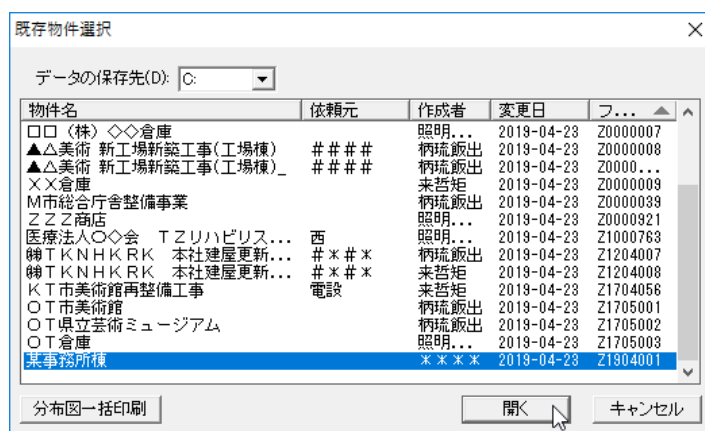 既存物件選択
データの保存先(D): C:
物件名 依頼元 作成者 変更日 フ...
□□（株）◇◇倉庫 照明... 2019-04-23 Z0000007
▲△美術 新工場新築工事(工場棟) ＃＃＃＃ 柄琉飯出 2019-04-23 Z0000008
▲△美術 新工場新築工事(工場棟)_ ＃＃＃＃ 柄琉飯出 2019-04-23 Z0000...
××倉庫 来哲矩 2019-04-23 Z0000009
Ｍ市総合庁舎整備事業 柄琉飯出 2019-04-23 Z0000039
ＺＺＺ商店 照明... 2019-04-23 Z0000921
医療法人○◇会　ＴＺリハビリス... 西 照明... 2019-04-23 Z1000763
㈱ＴＫＮＨＫＲＫ　本社建屋更新... ＃＊＃＊ 柄琉飯出 2019-04-23 Z1204007
㈱ＴＫＮＨＫＲＫ　本社建屋更新... ＃＊＃＊ 来哲矩 2019-04-23 Z1204008
ＫＴ市美術館再整備工事 電設 来哲矩 2019-04-23 Z1704056
ＯＴ市美術館 柄琉飯出 2019-04-23 Z1705001
ＯＴ県立芸術ミュージアム 柄琉飯出 2019-04-23 Z1705002
ＯＴ倉庫 照明... 2019-04-23 Z1705003
某事務所棟 ＊＊＊＊ 2019-04-23 Z1904001
分布図一括印刷 開く キャンセル